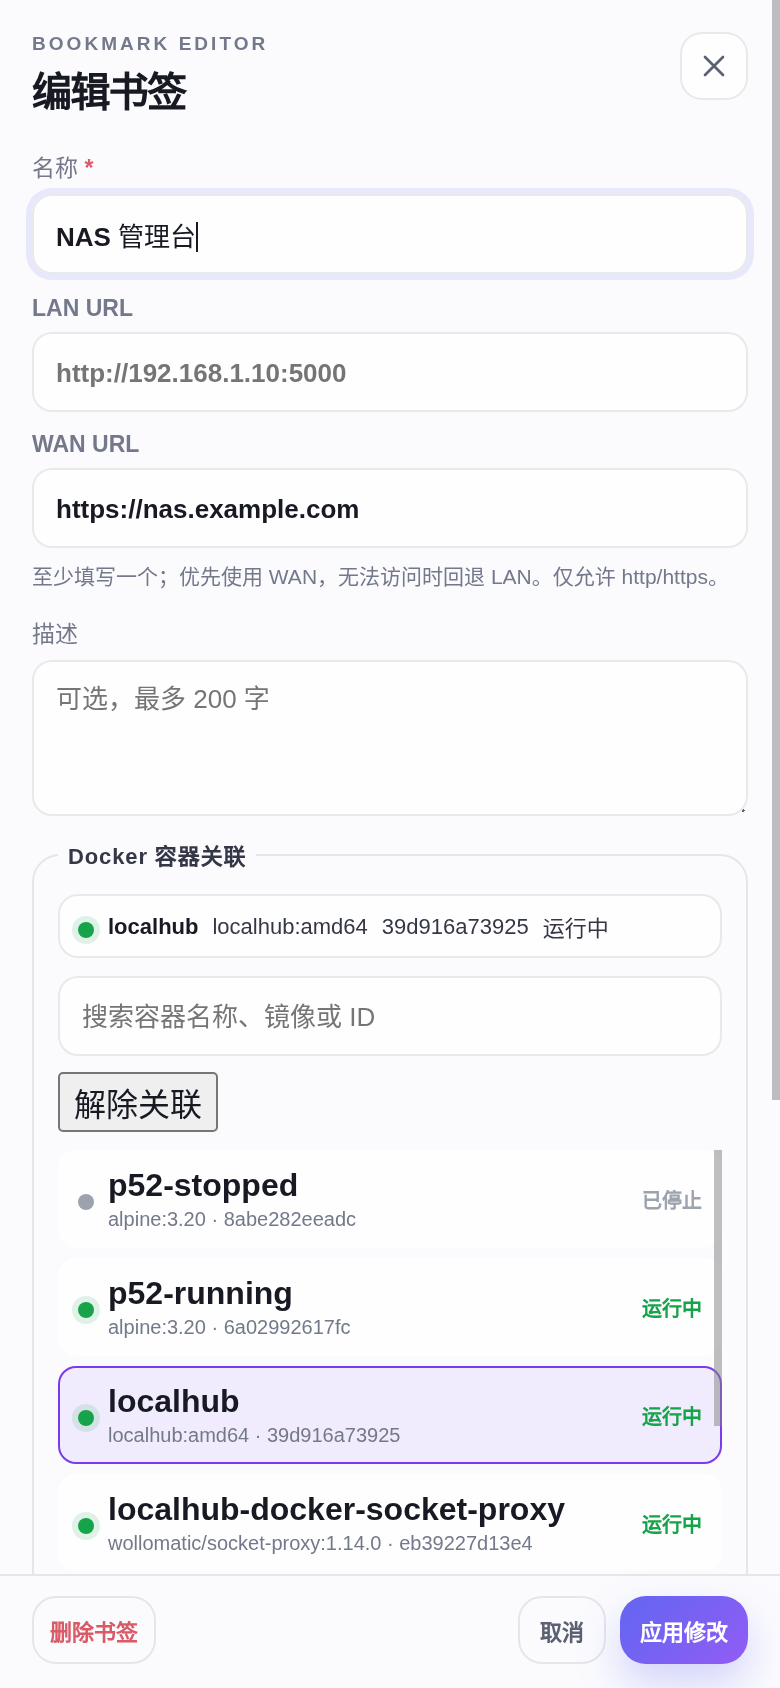 BOOKMARK EDITOR
编辑书签
名称 *
NAS 管理台
LAN URL
http://192.168.1.10:5000
WAN URL
https://nas.example.com
至少填写一个；优先使用 WAN，无法访问时回退 LAN。仅允许 http/https。
描述
可选，最多 200 字
Docker 容器关联
localhub localhub:amd64 39d916a73925 运行中
搜索容器名称、镜像或 ID
解除关联
p52-stopped
已停止
alpine:3.20 · 8abe282eeadc
p52-running
运行中
alpine:3.20 · 6a02992617fc
localhub
运行中
localhub:amd64 · 39d916a73925
localhub-docker-socket-proxy
运行中
wollomatic/socket-proxy:1.14.0 · eb39227d13e4
删除书签 取消 应用修改